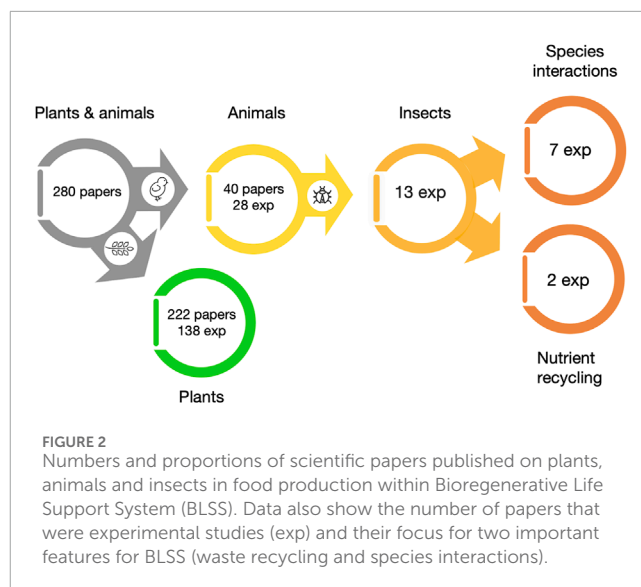 Species
interactions
Plants & animals
Animals
Insects
280 papers
40 papers
28 exp
13 exp
7 exp
222 papers
138 exp
2 exp
Plants
Nutrient
recycling
FIGURE 2
Numbers and proportions of scientific papers published on plants,
animals and insects in food production within Bioregenerative Life
Support System (BLSS). Data also show the number of papers that
were experimental studies (exp) and their focus for two important
features for BLSS (waste recycling and species interactions).